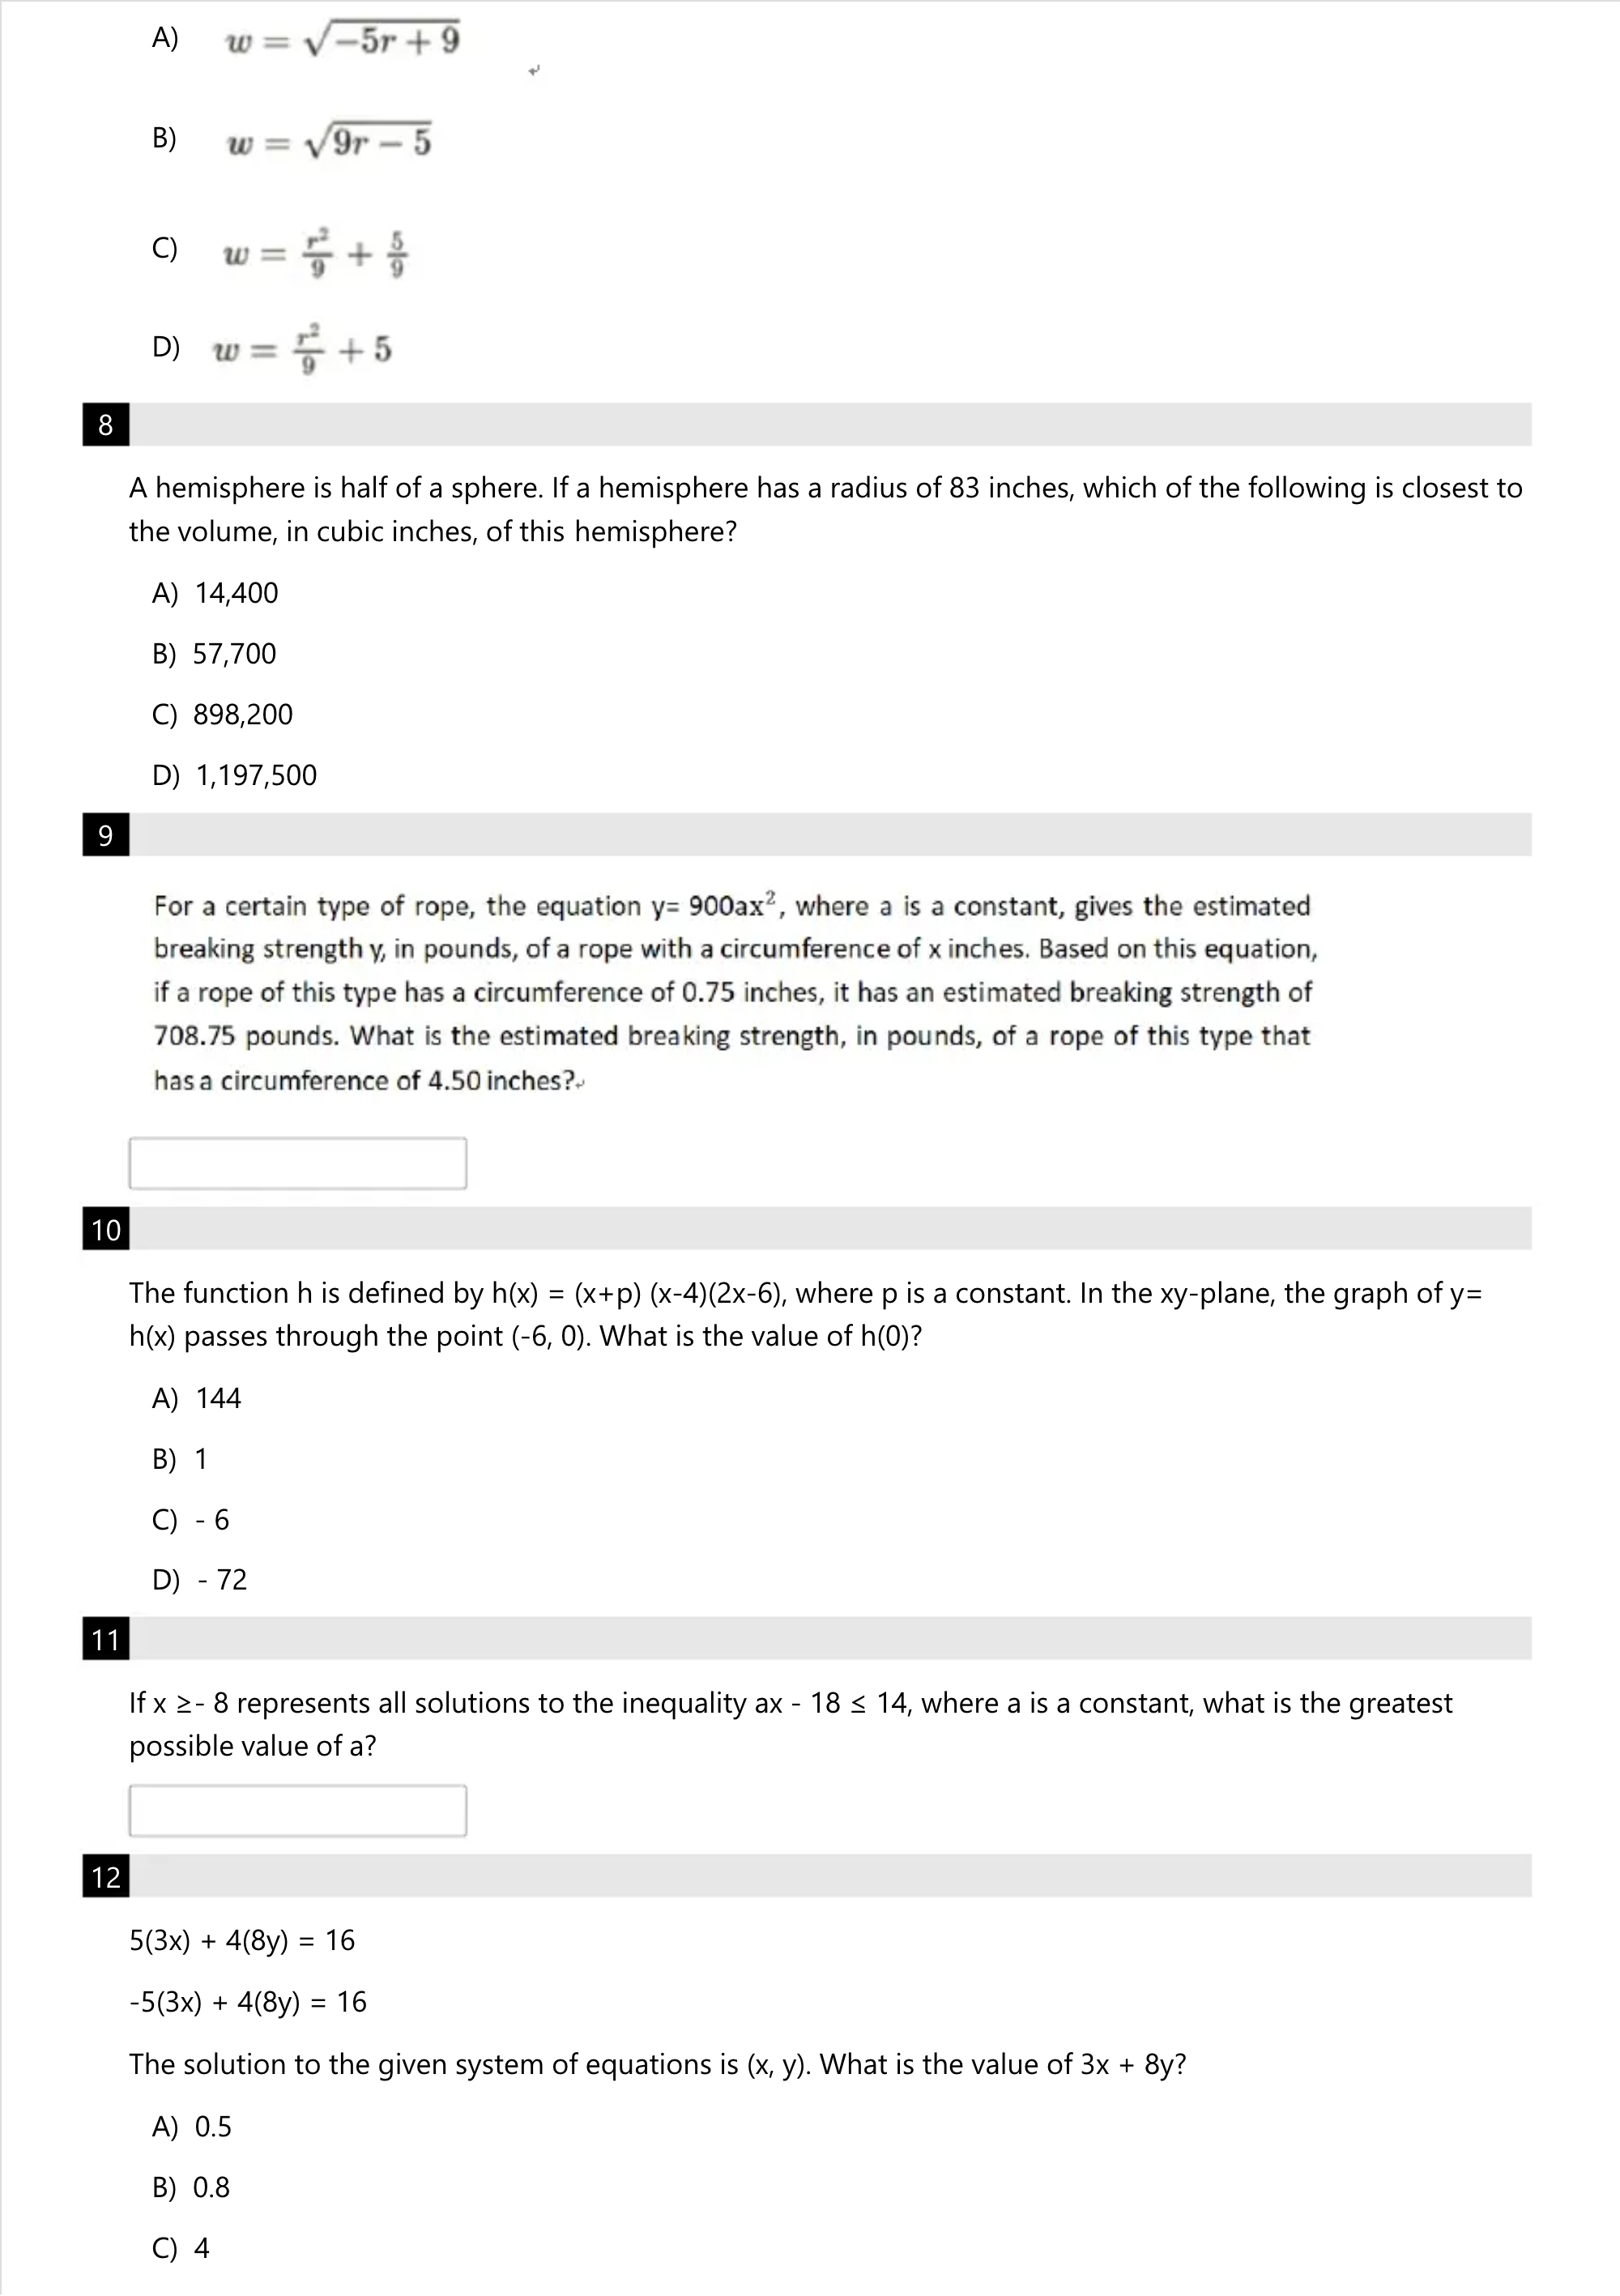 A) w = √(-5r + 9)
B) w = √(9r - 5)
C) w = r²/9 + 5/9
D) w = r²/9 + 5
8
A hemisphere is half of a sphere. If a hemisphere has a radius of 83 inches, which of the following is closest to
the volume, in cubic inches, of this hemisphere?
A) 14,400
B) 57,700
C) 898,200
D) 1,197,500
9
For a certain type of rope, the equation y= 900ax², where a is a constant, gives the estimated
breaking strength y, in pounds, of a rope with a circumference of x inches. Based on this equation,
if a rope of this type has a circumference of 0.75 inches, it has an estimated breaking strength of
708.75 pounds. What is the estimated breaking strength, in pounds, of a rope of this type that
has a circumference of 4.50 inches?
10
The function h is defined by h(x) = (x+p) (x-4)(2x-6), where p is a constant. In the xy-plane, the graph of y=
h(x) passes through the point (-6, 0). What is the value of h(0)?
A) 144
B) 1
C) - 6
D) - 72
11
If x ≥- 8 represents all solutions to the inequality ax - 18 ≤ 14, where a is a constant, what is the greatest
possible value of a?
12
5(3x) + 4(8y) = 16
-5(3x) + 4(8y) = 16
The solution to the given system of equations is (x, y). What is the value of 3x + 8y?
A) 0.5
B) 0.8
C) 4